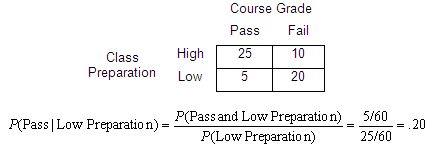 Course Grade
Pass Fail
Class Preparation
High 25 10
Low 5 20
P(Pass | Low Preparation) = P(Pass and Low Preparation) / P(Low Preparation) = 5/60 / 25/60 = .20